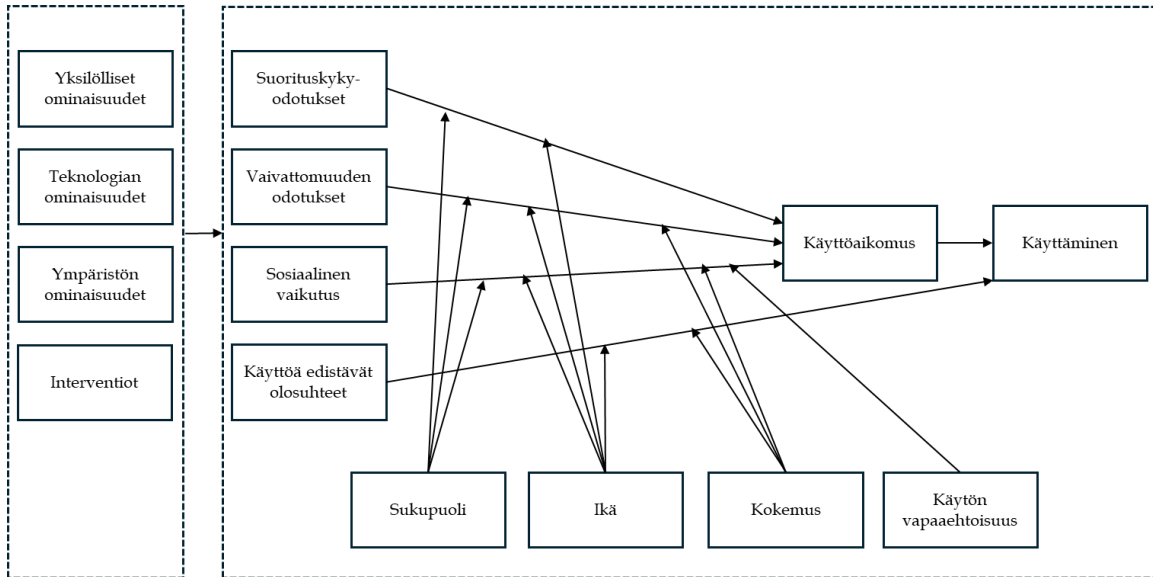 Yksilölliset
ominaisuudet
Teknologian
ominaisuudet
Ympäristön
ominaisuudet
Interventiot
Suorituskyky-
odotukset
Vaivattomuuden
odotukset
Sosiaalinen
vaikutus
Käyttöä edistävät
olosuhteet
Käyttöaikomus
Käyttäminen
Sukupuoli
Ikä
Kokemus
Käytön
vapaaehtoisuus